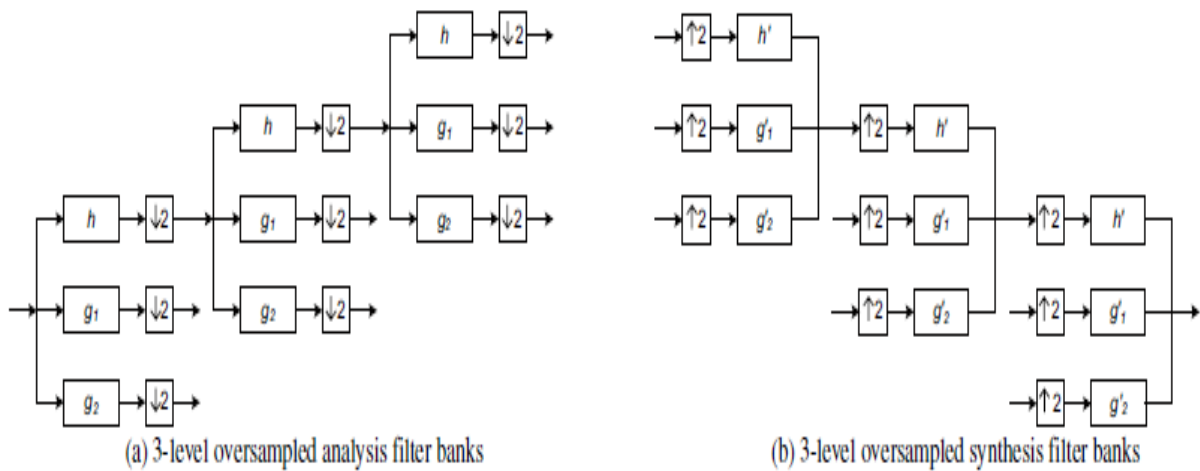 h ↓2 ↑2 h'
h ↓2 g1 ↓2 ↑2 g'1 ↑2 h'
h ↓2 g1 ↓2 g2 ↓2 ↑2 g'2 ↑2 g'1 ↑2 h'
g1 ↓2 g2 ↓2 ↑2 g'2 ↑2 g'1
g2 ↓2 ↑2 g'2
(a) 3-level oversampled analysis filter banks (b) 3-level oversampled synthesis filter banks